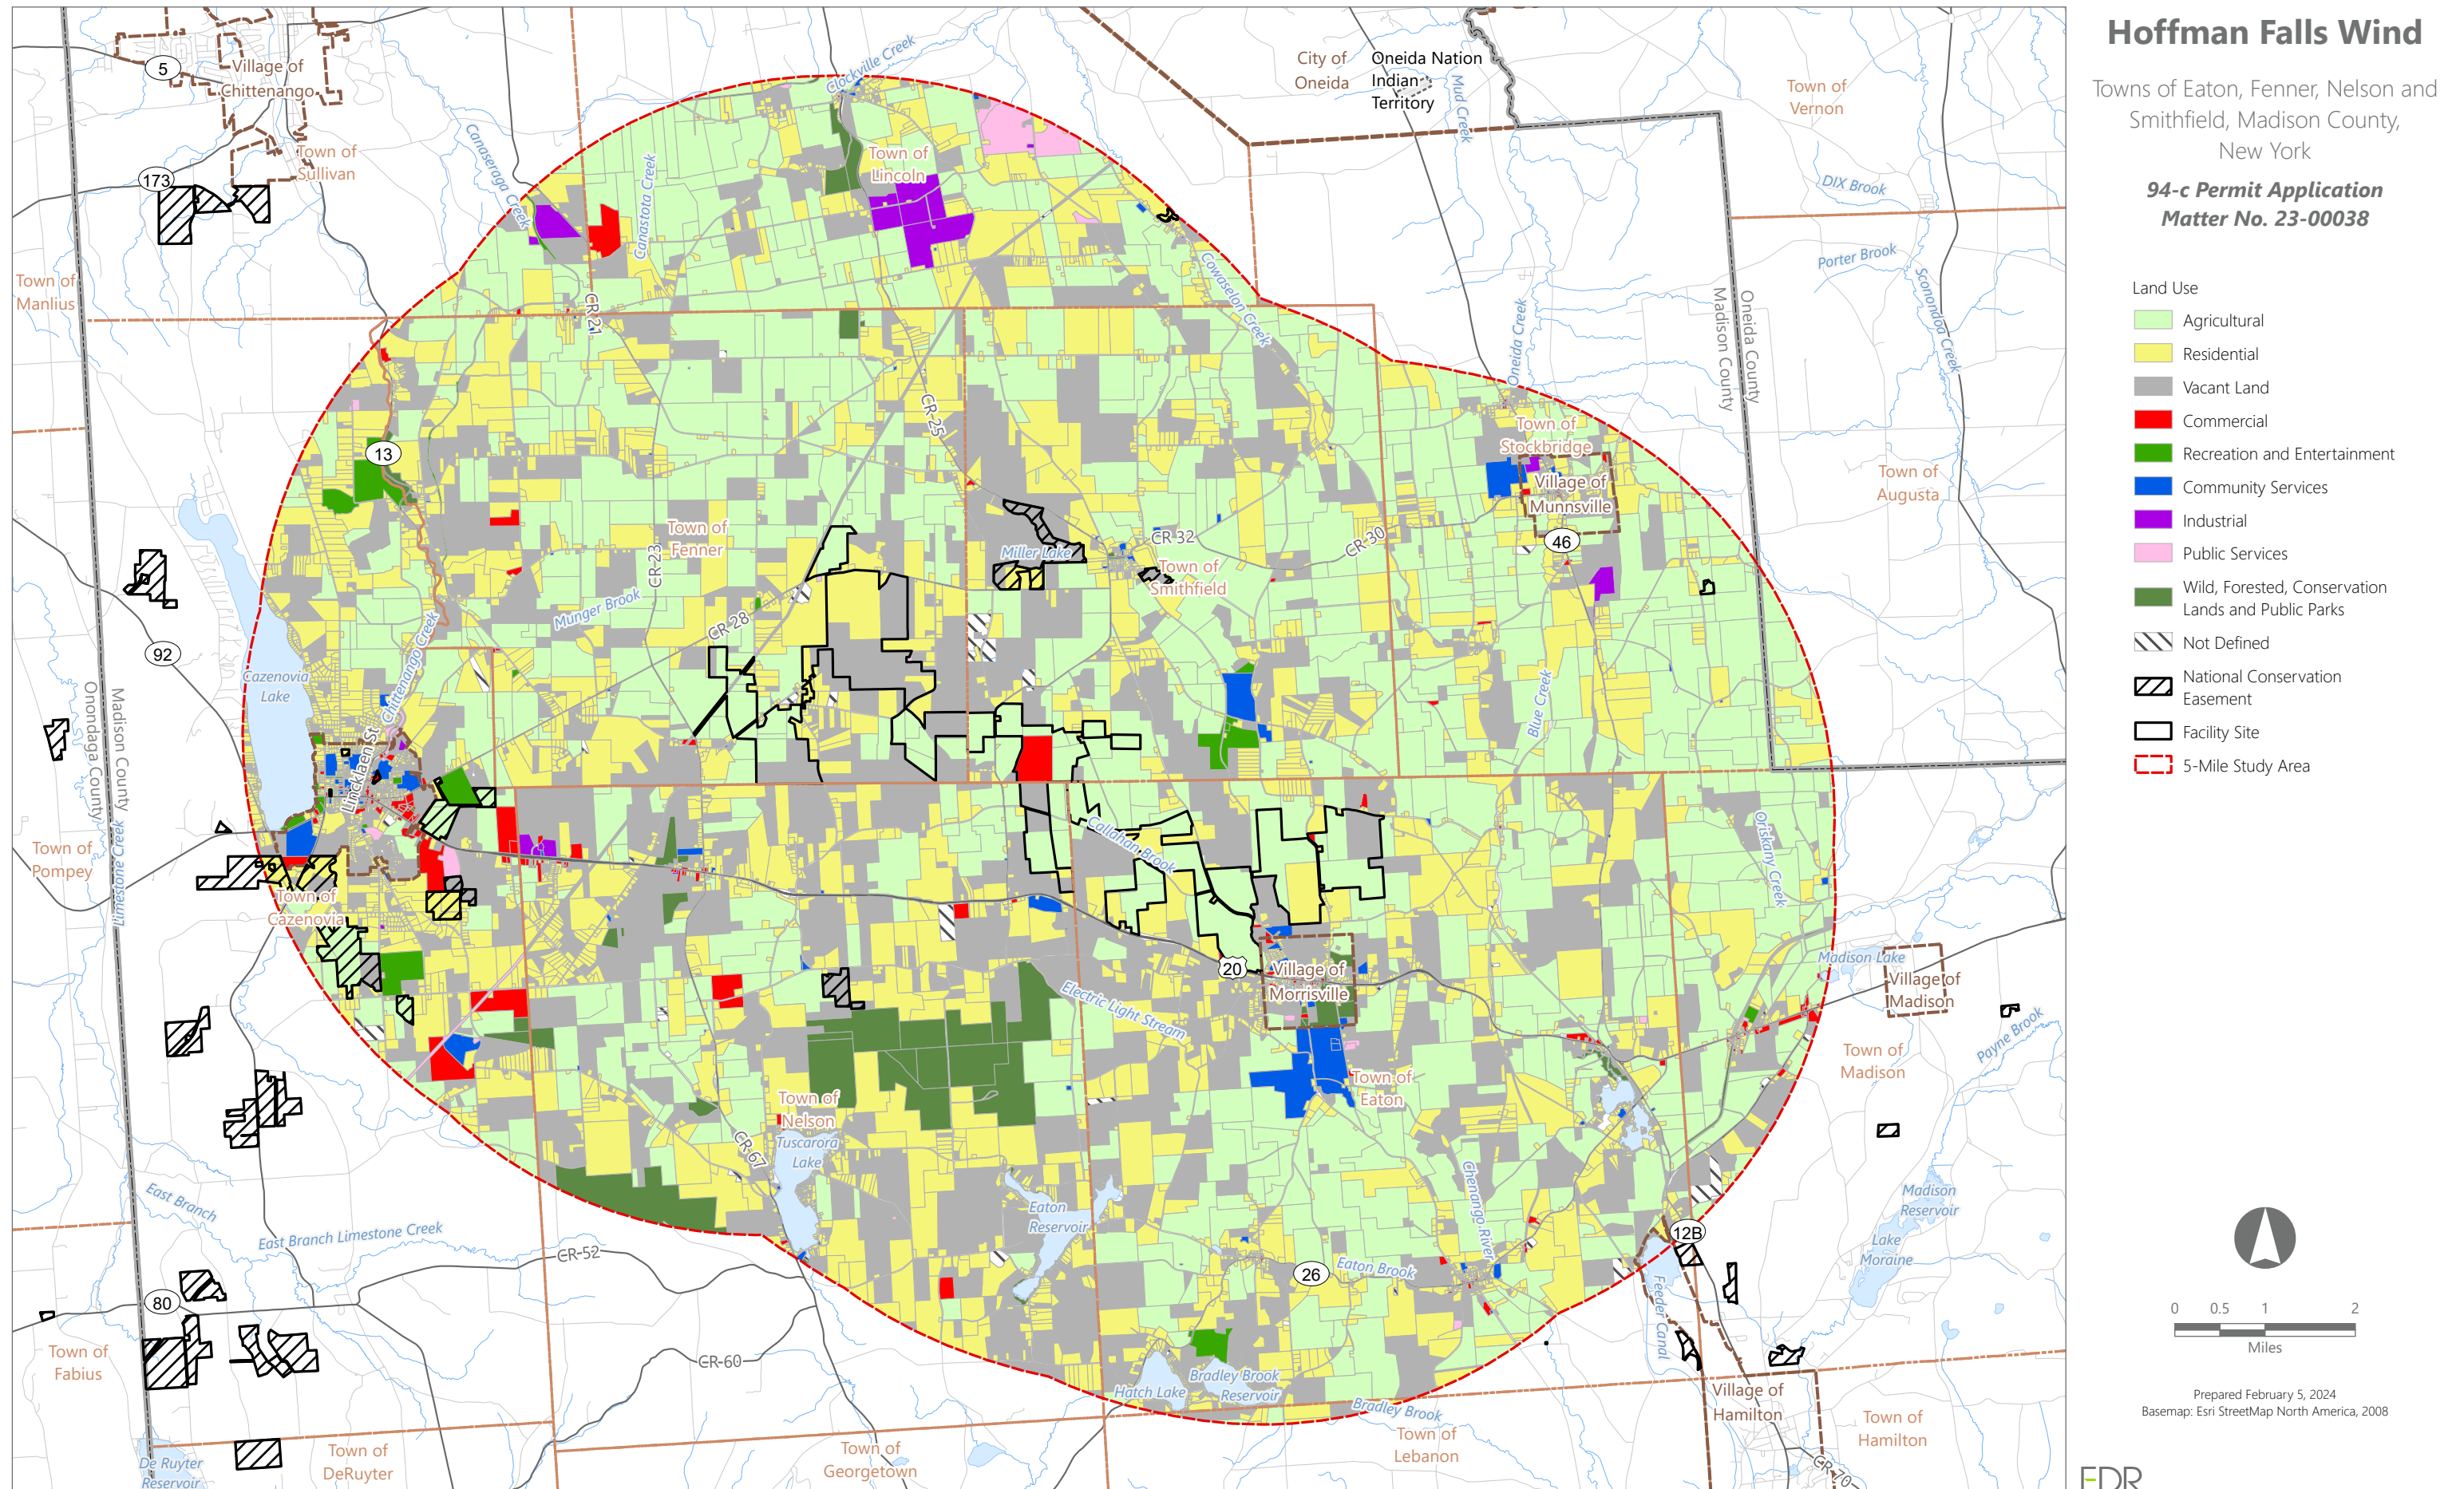 Hoffman Falls Wind
Towns of Eaton, Fenner, Nelson and
Smithfield, Madison County,
New York
94-c Permit Application
Matter No. 23-00038
Land Use
Agricultural
Residential
Vacant Land
Commercial
Recreation and Entertainment
Community Services
Industrial
Public Services
Wild, Forested, Conservation
Lands and Public Parks
Not Defined
National Conservation
Easement
Facility Site
5-Mile Study Area
0 0.5 1 2
Miles
Prepared February 5, 2024
Basemap: Esri StreetMap North America, 2008
EDR
5
Village of
Chittenango
Town of
Sullivan
173
Canaseraga Creek
Canastota Creek
Clockville Creek
Town of
Lincoln
City of
Oneida
Oneida Nation
Indian
Territory
Mud Creek
Town of
Vernon
DIX Brook
Porter Brook
Sconondoa Creek
Oneida County
Madison County
Town of
Manlius
CR 21
CR 25
Cowaselon Creek
Oneida Creek
Town of
Stockbridge
Village of
Munnsville
46
Town of
Augusta
13
Town of
Fenner
CR 23
Munger Brook
CR 28
Miller Lake
CR 32
CR 30
Town of
Smithfield
92
Cazenovia
Lake
Chittenango Creek
Madison County
Onondaga County
Lincklaen St
Blue Creek
Town of
Pompey
Limestone Creek
Town of
Cazenovia
Callahan Brook
Oriskany Creek
20
Village of
Morrisville
Electric Light Stream
Madison Lake
Village of
Madison
Payne Brook
Town of
Madison
Town of
Eaton
Town of
Nelson
Tuscarora
Lake
CR 67
Eaton
Reservoir
Chenango River
Madison
Reservoir
Lake
Moraine
East Branch
East Branch Limestone Creek
CR 52
26
Eaton Brook
12B
Feeder Canal
80
Town of
Fabius
CR 60
Hatch Lake
Bradley Brook
Reservoir
Bradley Brook
Village of
Hamilton
Town of
Hamilton
De Ruyter
Reservoir
Town of
DeRuyter
Town of
Georgetown
Town of
Lebanon
CR 70